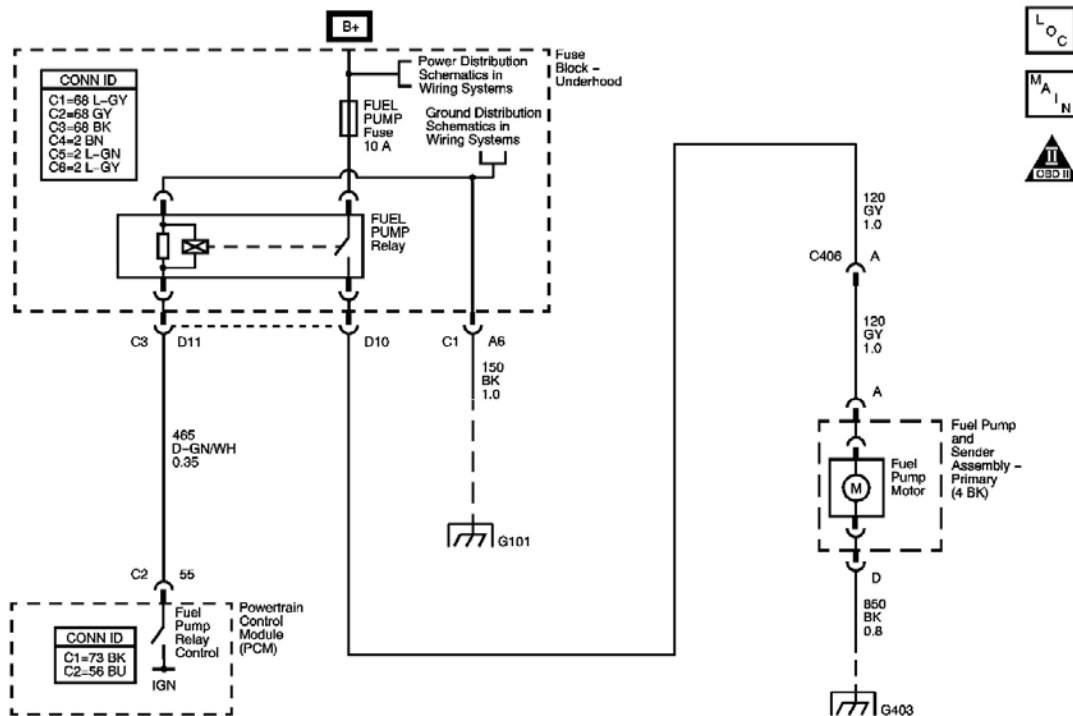 B+
Fuse
Block –
Underhood
Power Distribution
Schematics in
Wiring Systems
CONN ID
C1=68 L-GY
C2=68 GY
C3=68 BK
C4=2 BN
C5=2 L-GN
C6=2 L-GY
FUEL
PUMP
Fuse
10 A
Ground Distribution
Schematics in
Wiring Systems
FUEL
PUMP
Relay
C3
D11
D10
C1
A6
150
BK
1.0
G101
465
D-GN/WH
0.35
C2
55
Fuel
Pump
Relay
Control
IGN
Powertrain
Control
Module
(PCM)
CONN ID
C1=73 BK
C2=56 BU
120
GY
1.0
C406
A
120
GY
1.0
A
Fuel Pump
and
Sender
Assembly –
Primary
(4 BK)
Fuel
Pump
Motor
M
D
850
BK
0.8
G403
LOC
MAIN
II
OBD II